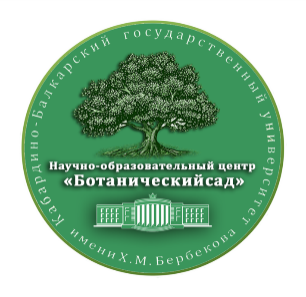 Кабардино-Балкарский государственный университет
Научно-образовательный центр
«Ботаническийсад»
имени Х.М.Бербекова